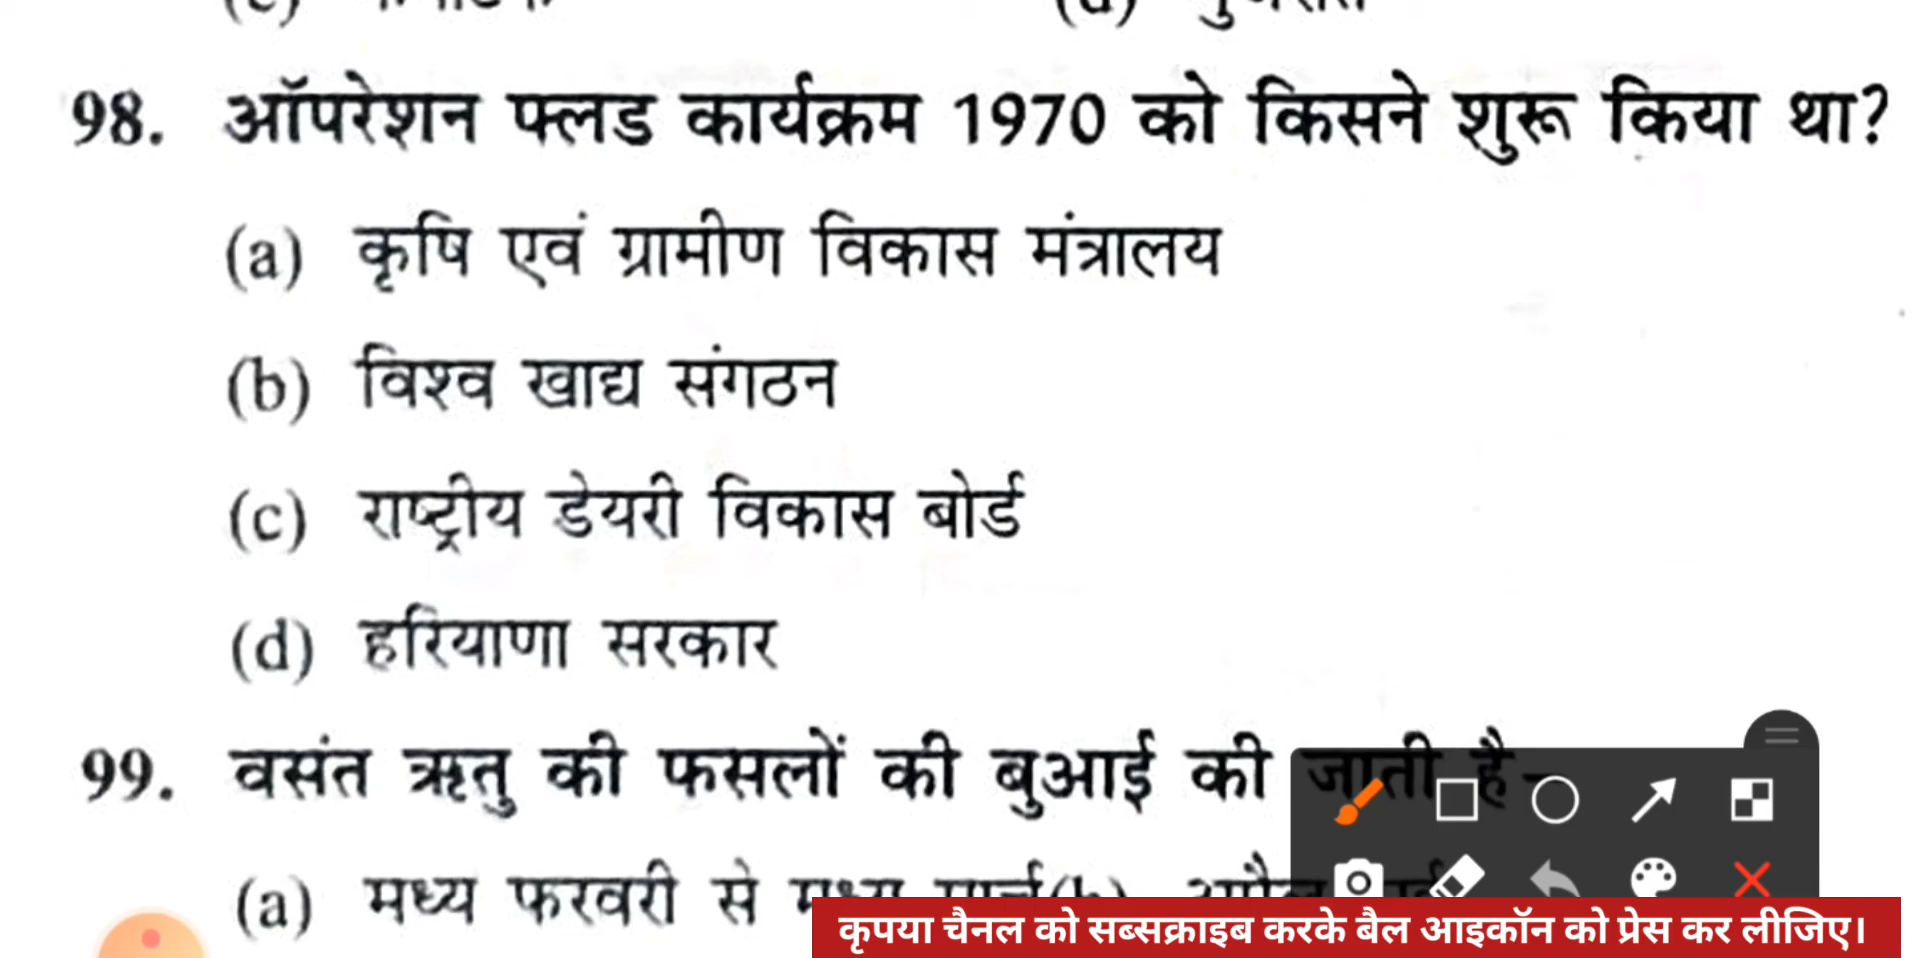 98. ऑपरेशन फ्लड कार्यक्रम 1970 को किसने शुरू किया था?
(a) कृषि एवं ग्रामीण विकास मंत्रालय
(b) विश्व खाद्य संगठन
(c) राष्ट्रीय डेयरी विकास बोर्ड
(d) हरियाणा सरकार
99. वसंत ऋतु की फसलों की बुआई की जाती है–
(a) मध्य फरवरी से
कृपया चैनल को सब्सक्राइब करके बैल आइकॉन को प्रेस कर लीजिए।